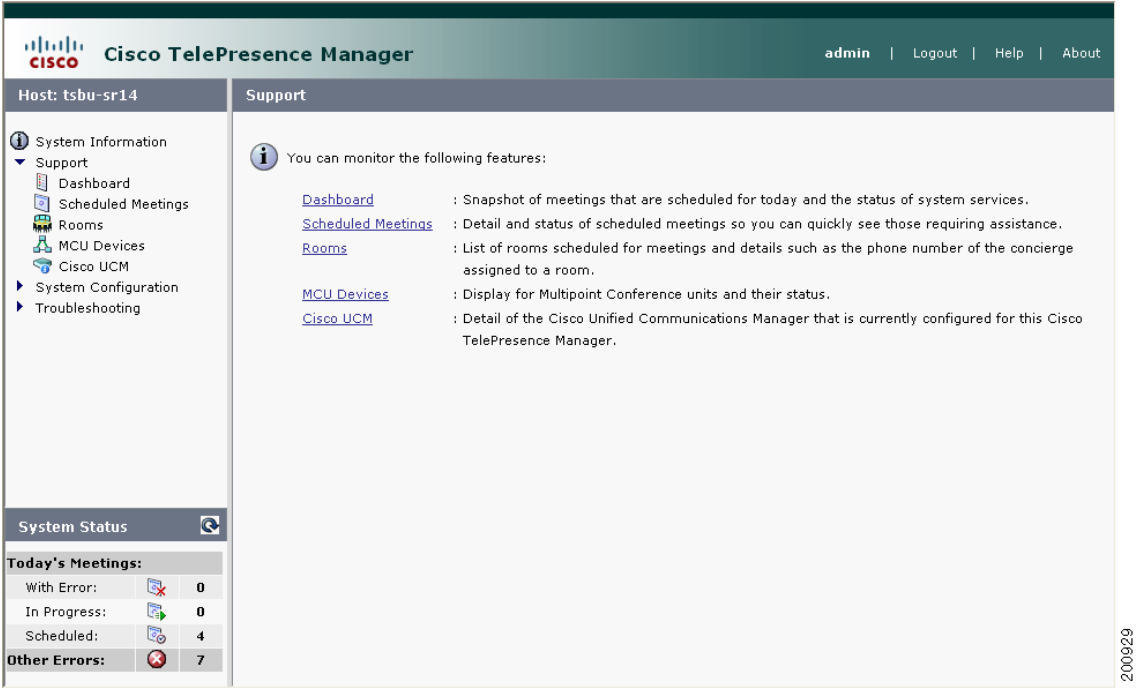 CISCO
Cisco TelePresence Manager
admin | Logout | Help | About
Host: tsbu-sr14
Support
System Information
Support
Dashboard
Scheduled Meetings
Rooms
MCU Devices
Cisco UCM
System Configuration
Troubleshooting
You can monitor the following features:
Dashboard : Snapshot of meetings that are scheduled for today and the status of system services.
Scheduled Meetings : Detail and status of scheduled meetings so you can quickly see those requiring assistance.
Rooms : List of rooms scheduled for meetings and details such as the phone number of the concierge
assigned to a room.
MCU Devices : Display for Multipoint Conference units and their status.
Cisco UCM : Detail of the Cisco Unified Communications Manager that is currently configured for this Cisco
TelePresence Manager.
System Status
Today's Meetings:
With Error: 0
In Progress: 0
Scheduled: 4
Other Errors: 7
200929